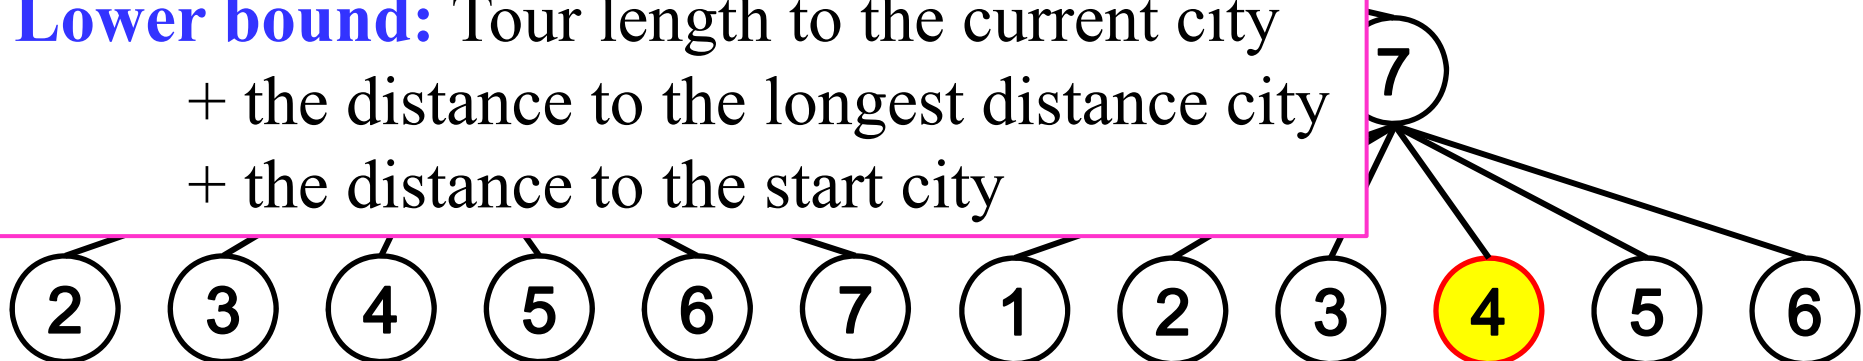 Lower bound: Tour length to the current city
+ the distance to the longest distance city
+ the distance to the start city
7
2 3 4 5 6 7 1 2 3 4 5 6